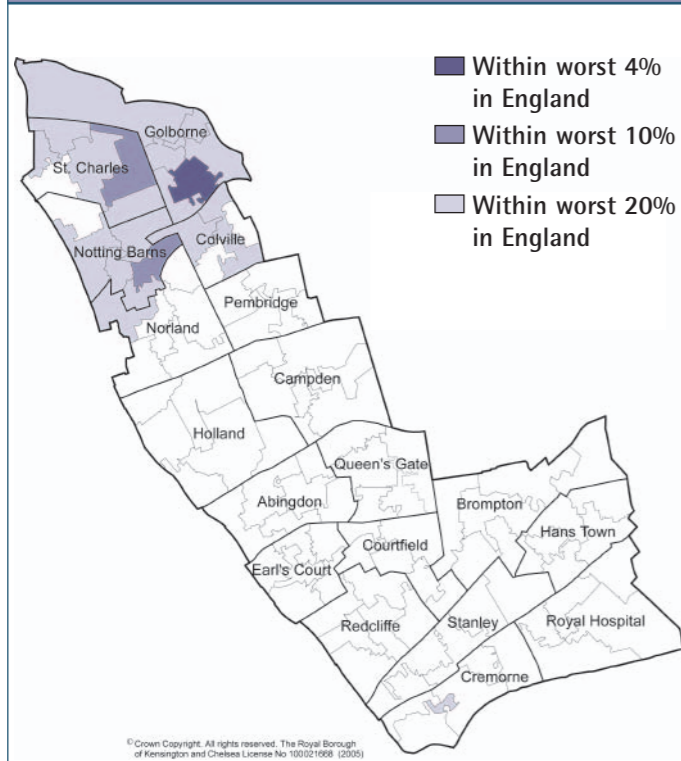 Within worst 4%
in England
Within worst 10%
in England
Within worst 20%
in England
Golborne
St. Charles
Colville
Notting Barns
Pembridge
Norland
Campden
Holland
Queen's Gate
Abingdon
Brompton
Hans Town
Courtfield
Earl's Court
Redcliffe
Stanley
Royal Hospital
Cremorne
© Crown Copyright. All rights reserved. The Royal Borough
of Kensington and Chelsea License No 100021668 (2005)